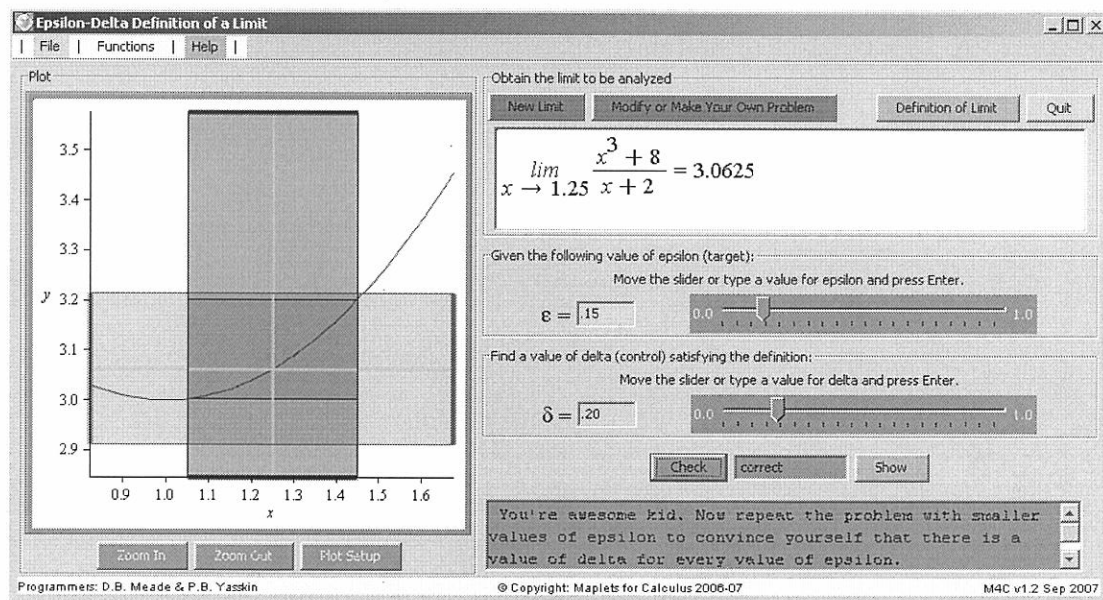 Epsilon-Delta Definition of a Limit
| File | Functions | Help |
Plot
3.5
3.4
3.3
y 3.2
3.1
3.0
2.9
0.9 1.0 1.1 1.2 1.3 1.4 1.5 1.6
x
Zoom In Zoom Out Plot Setup
Obtain the limit to be analyzed
New Limit Modify or Make Your Own Problem Definition of Limit Quit
lim x → 1.25 (x^3 + 8)/(x + 2) = 3.0625
Given the following value of epsilon (target):
Move the slider or type a value for epsilon and press Enter.
ε = .15 0.0 1.0
Find a value of delta (control) satisfying the definition:
Move the slider or type a value for delta and press Enter.
δ = .20 0.0 1.0
Check correct Show
You're awesome kid. Now repeat the problem with smaller
values of epsilon to convince yourself that there is a
value of delta for every value of epsilon.
Programmers: D.B. Meade & P.B. Yasskin © Copyright: Maplets for Calculus 2006-07 M4C v1.2 Sep 2007